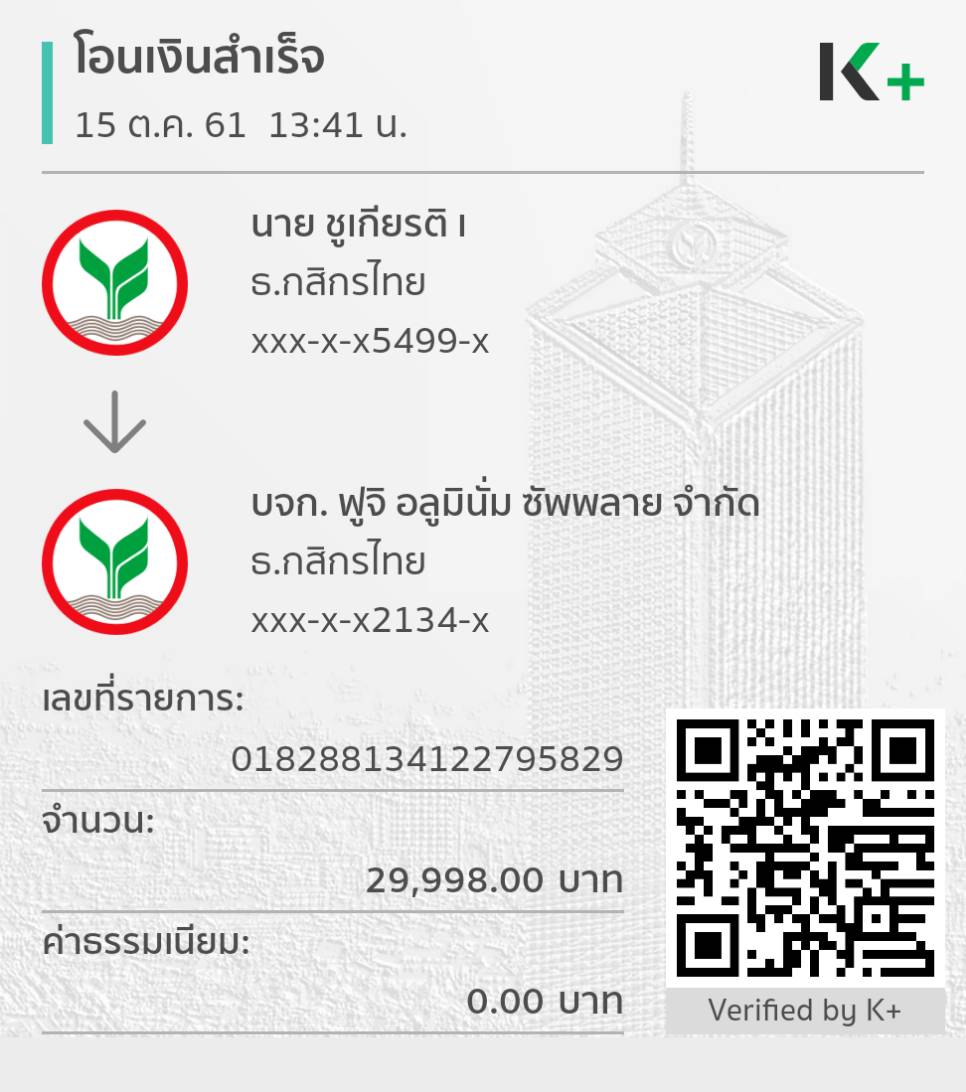 โอนเงินสำเร็จ
15 ต.ค. 61 13:41 น.
K+
นาย ชูเกียรติ เ
ธ.กสิกรไทย
xxx-x-x5499-x
บจก. ฟูจิ อลูมินั่ม ซัพพลาย จำกัด
ธ.กสิกรไทย
xxx-x-x2134-x
เลขที่รายการ:
018288134122795829
จำนวน:
29,998.00 บาท
ค่าธรรมเนียม:
0.00 บาท
Verified by K+